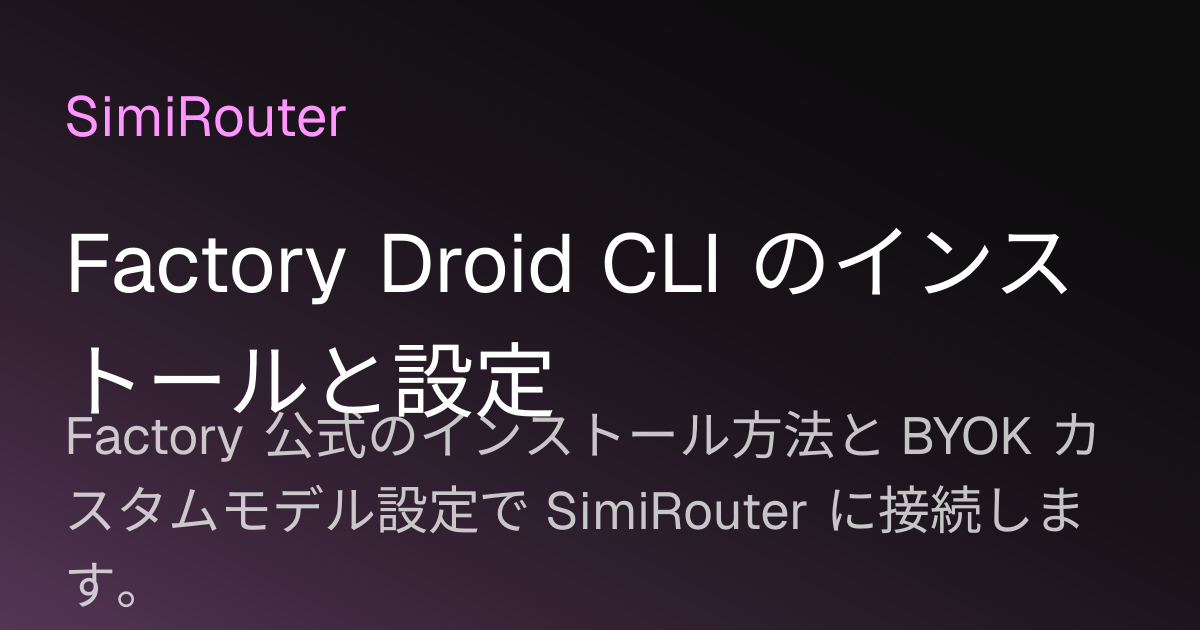 SimiRouter
Factory Droid CLI のインス
トールと設定
Factory 公式のインストール方法と BYOK カ
スタムモデル設定で SimiRouter に接続しま
す。